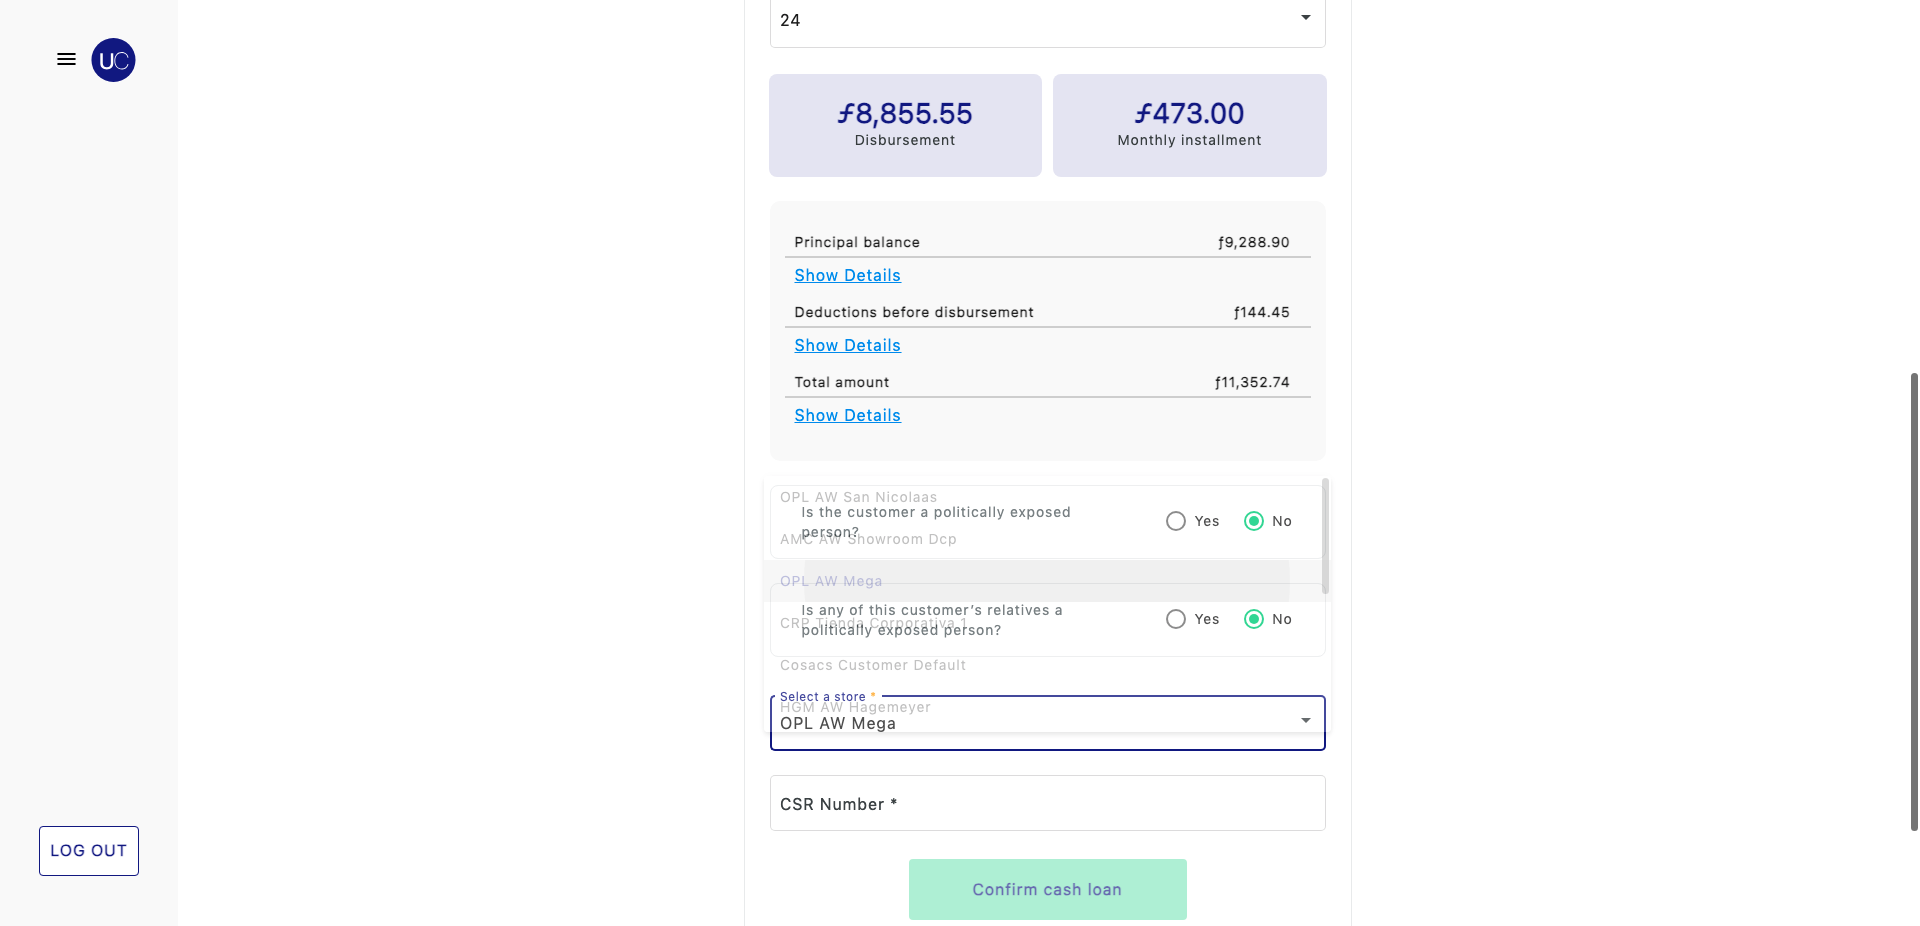 24
UC
ƒ8,855.55
Disbursement
ƒ473.00
Monthly installment
Principal balance ƒ9,288.90
Show Details
Deductions before disbursement ƒ144.45
Show Details
Total amount ƒ11,352.74
Show Details
OPL AW San Nicolaas
Is the customer a politically exposed
person?
Yes No
AMC AW Showroom Dcp
OPL AW Mega
Is any of this customer’s relatives a
politically exposed person?
Yes No
CRP Tienda Corporativa 1
Cosacs Customer Default
Select a store *
HGM AW Hagemeyer
OPL AW Mega
CSR Number *
LOG OUT
Confirm cash loan